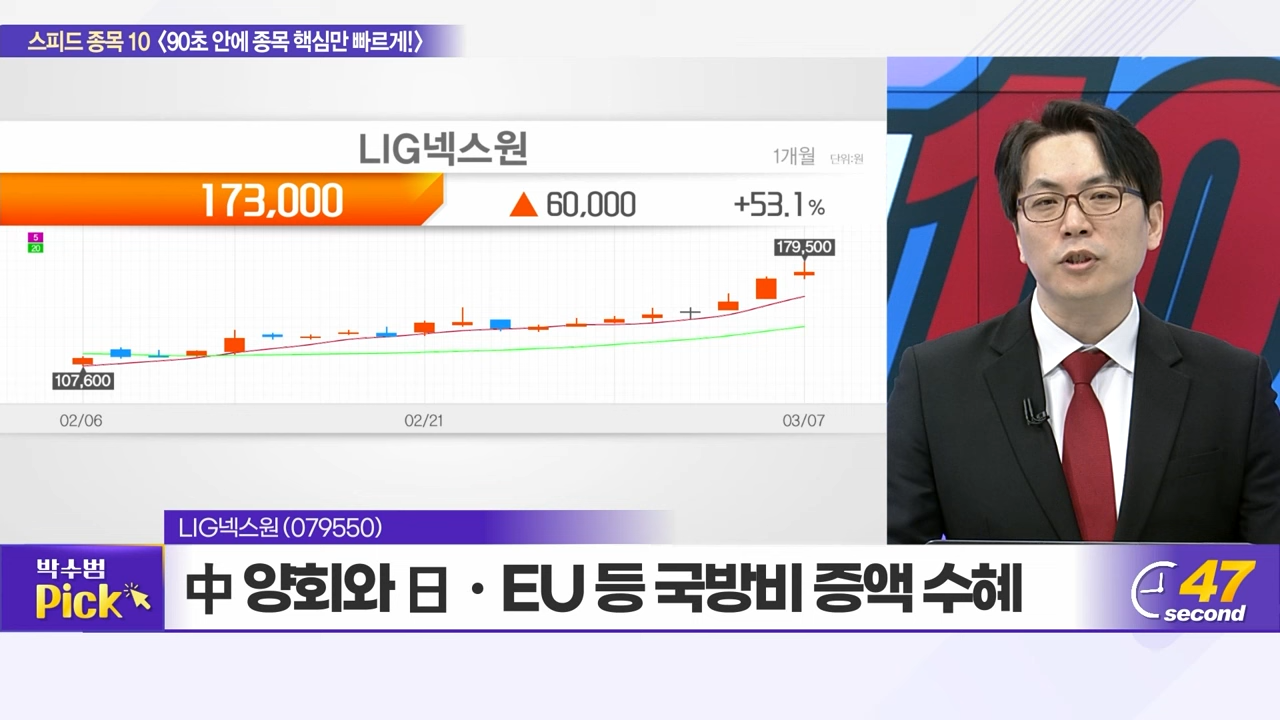 스피드 종목 10 〈90초 안에 종목 핵심만 빠르게!〉
LIG넥스원
1개월 단위:원
173,000 ▲ 60,000 +53.1%
5
20
179,500
107,600
02/06 02/21 03/07
LIG넥스원(079550)
박수범
Pick
中 양회와 日·EU 등 국방비 증액 수혜
47
second
10